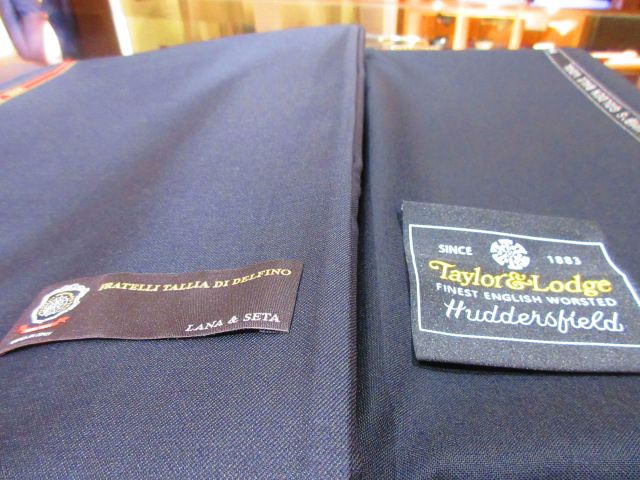 FRATELLI TALLIA DI DELFINO
LANA & SETA
SINCE 1883
Taylor & Lodge
FINEST ENGLISH WORSTED
Huddersfield